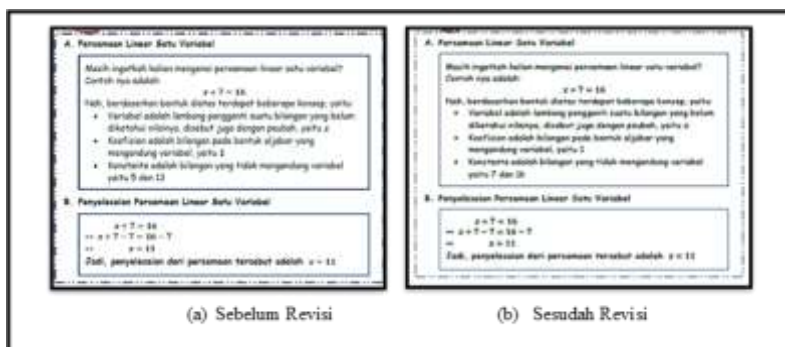 A. Persamaan Linear Satu Variabel
Masih ingatkah kalian mengenai persamaan linear satu variabel?
Contoh nya adalah:
x + 7 = 16
Nah, berdasarkan bentuk diatas terdapat beberapa konsep, yaitu
• Variabel adalah lambang pengganti suatu bilangan yang belum
diketahui nilainya, disebut juga dengan peubah, yaitu x
• Koefisien adalah bilangan pada bentuk aljabar yang
mengandung variabel, yaitu 1
• Konstanta adalah bilangan yang tidak mengandung variabel
yaitu 5 dan 13
B. Penyelesaian Persamaan Linear Satu Variabel
x + 7 = 16
⇔ x + 7 − 7 = 16 − 7
⇔ x = 11
Jadi, penyelesaian dari persamaan tersebut adalah x = 11
(a) Sebelum Revisi
A. Persamaan Linear Satu Variabel
Masih ingatkah kalian mengenai persamaan linear satu variabel?
Contoh nya adalah:
x + 7 = 16
Nah, berdasarkan bentuk diatas terdapat beberapa konsep, yaitu
• Variabel adalah lambang pengganti suatu bilangan yang belum
diketahui nilainya, disebut juga dengan peubah, yaitu x
• Koefisien adalah bilangan pada bentuk aljabar yang
mengandung variabel, yaitu 1
• Konstanta adalah bilangan yang tidak mengandung variabel
yaitu 7 dan 16
B. Penyelesaian Persamaan Linear Satu Variabel
x + 7 = 16
⇔ x + 7 − 7 = 16 − 7
⇔ x = 11
Jadi, penyelesaian dari persamaan tersebut adalah x = 11
(b) Sesudah Revisi